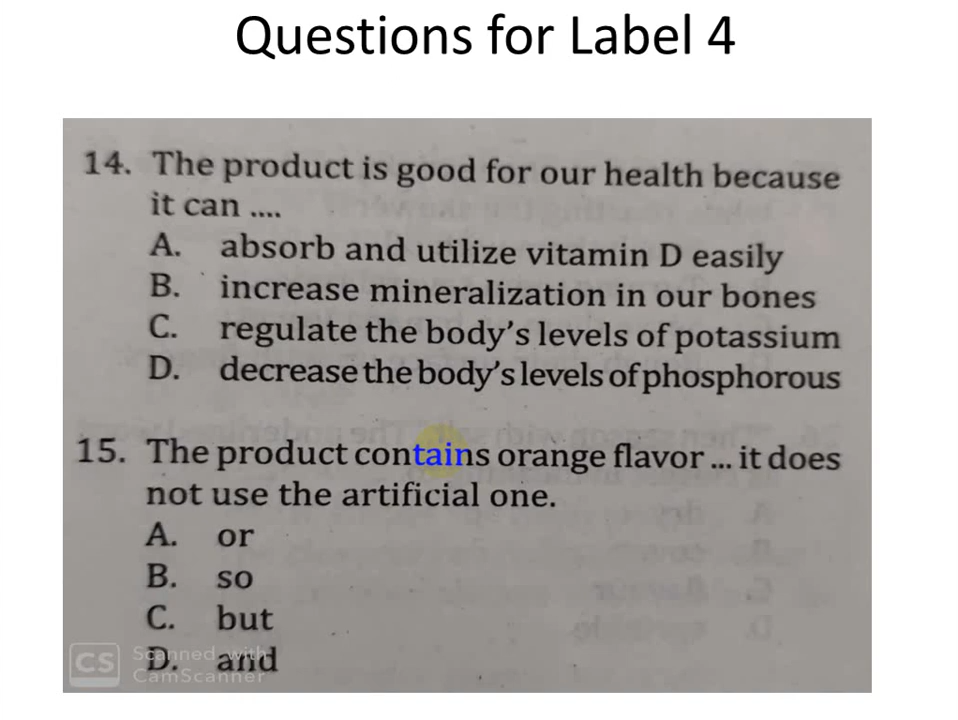 Questions for Label 4
14. The product is good for our health because
it can ....
A. absorb and utilize vitamin D easily
B. increase mineralization in our bones
C. regulate the body's levels of potassium
D. decrease the body's levels of phosphorous
15. The product contains orange flavor ... it does
not use the artificial one.
A. or
B. so
C. but
D. and
CS Scanned with
CamScanner